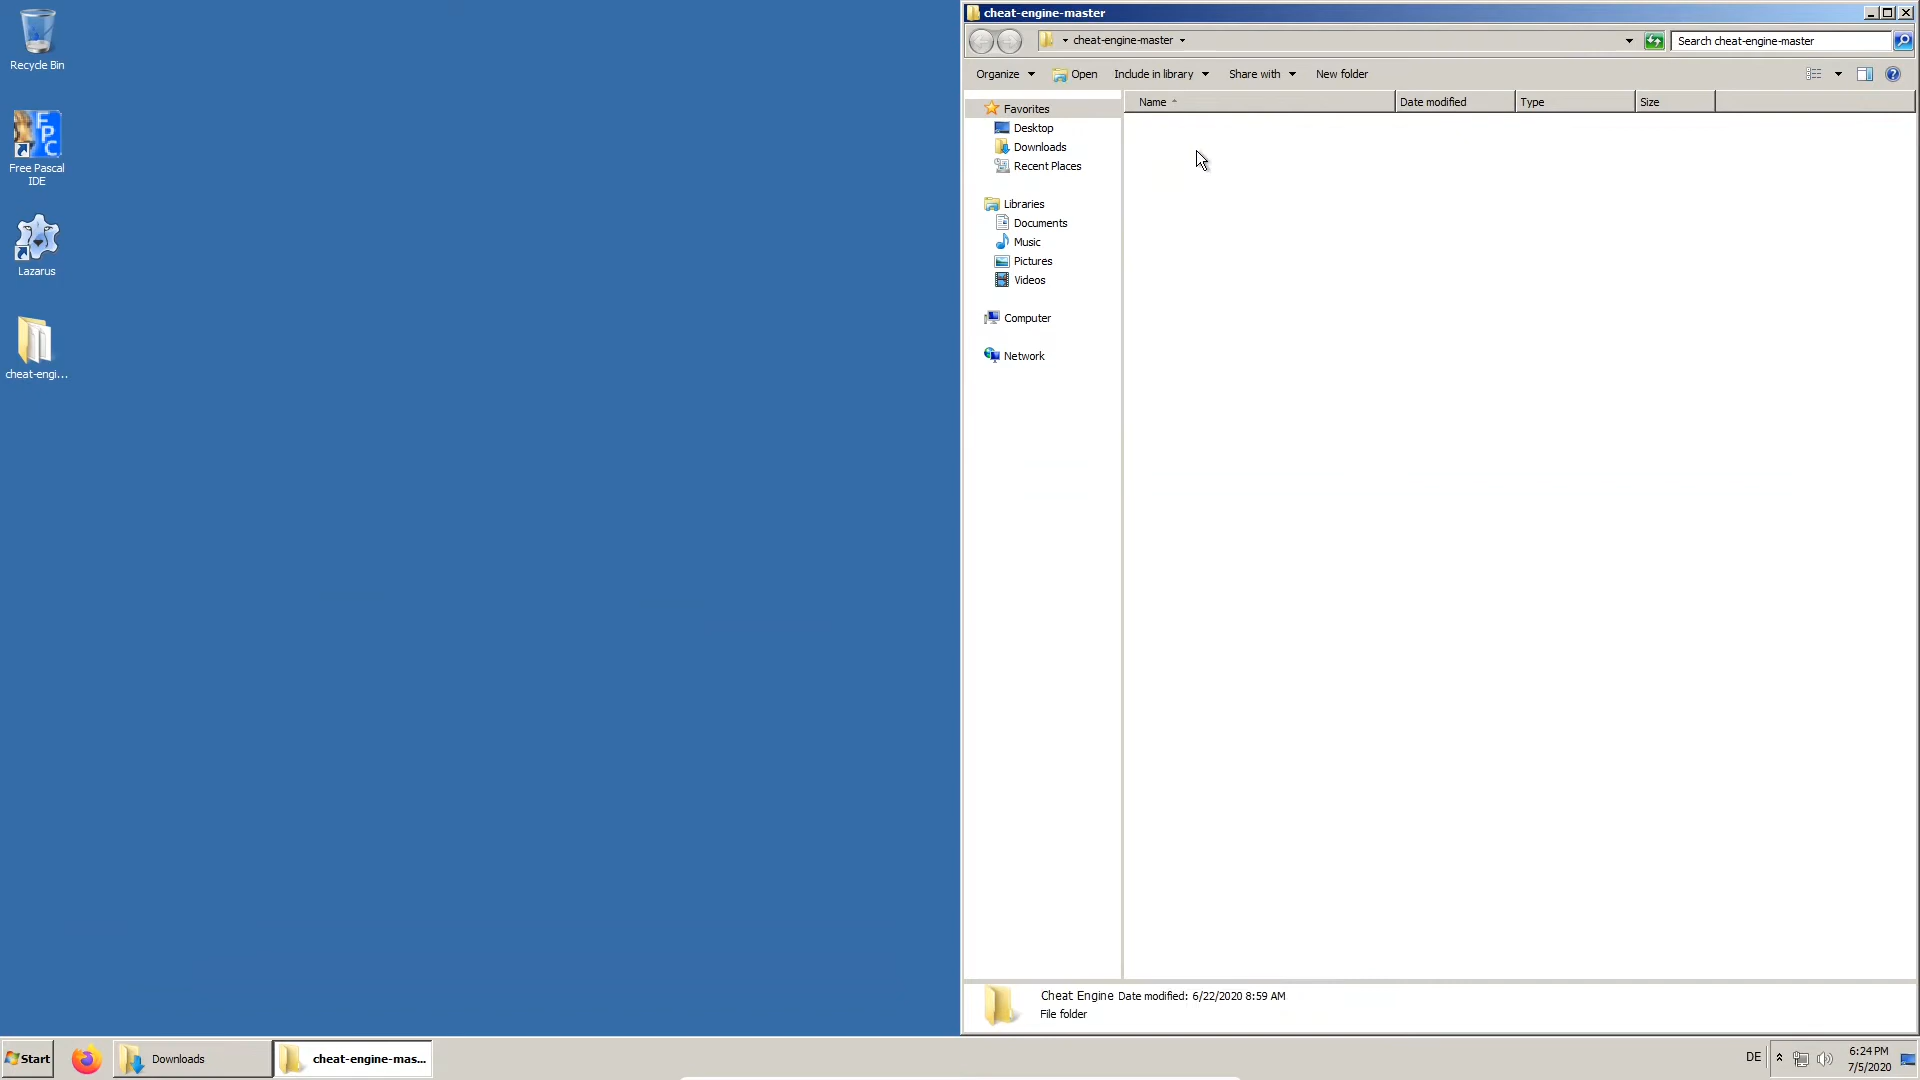 Recycle Bin
Free Pascal
IDE
Lazarus
cheat-engi...
cheat-engine-master
cheat-engine-master
Search cheat-engine-master
Organize
Open
Include in library
Share with
New folder
Name
Date modified
Type
Size
Favorites
Desktop
Downloads
Recent Places
Libraries
Documents
Music
Pictures
Videos
Computer
Network
Cheat Engine Date modified: 6/22/2020 8:59 AM
File folder
Start
Downloads
cheat-engine-mas...
DE
6:24 PM
7/5/2020